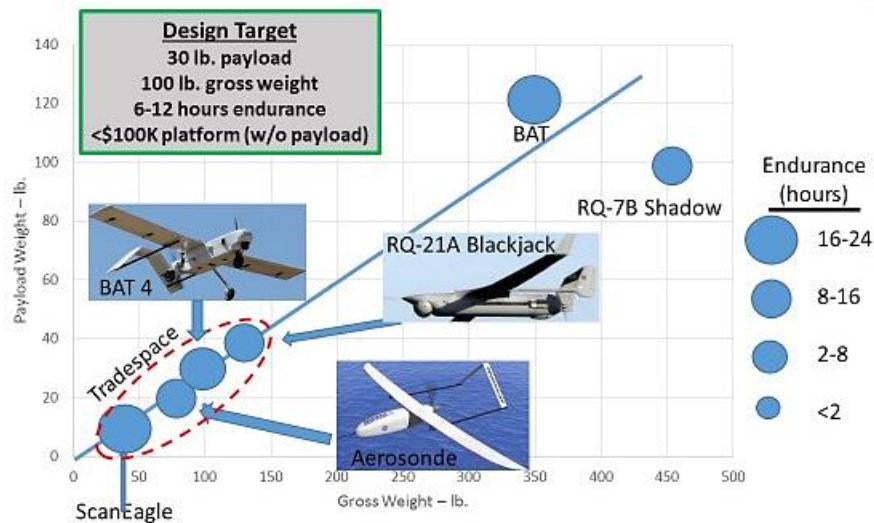 Design Target
30 lb. payload
100 lb. gross weight
6-12 hours endurance
<$100K platform (w/o payload)
140
120
100
80
60
40
20
0
Payload Weight – lb.
BAT
RQ-7B Shadow
BAT 4
RQ-21A Blackjack
Tradespace
Aerosonde
ScanEagle
0
50
100
150
200
250
300
350
400
450
500
Gross Weight – lb.
Endurance
(hours)
16-24
8-16
2-8
<2